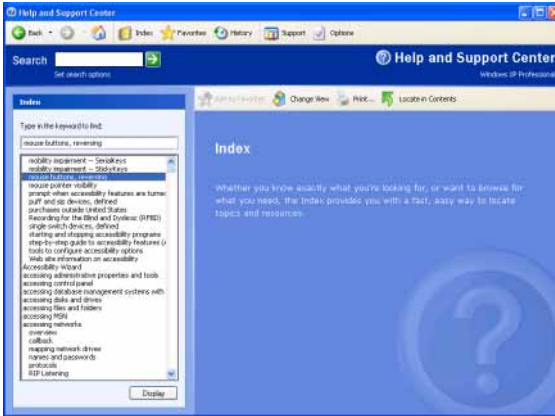 Help and Support Center
Back Index Favorites History Support Options
Search
Set search options
Help and Support Center
Windows XP Professional
Index
Add to Favorites Change View Print... Locate in Contents
Type in the keyword to find:
mouse buttons, reversing
mobility impairment -- SerialKeys
mobility impairment -- StickyKeys
mouse buttons, reversing
mouse pointer visibility
prompt when accessibility features are turned
puff and sip devices, defined
purchases outside United States
Recording for the Blind and Dyslexic (RFBD)
single switch devices, defined
starting and stopping accessibility programs
step-by-step guide to accessibility features (
tools to configure accessibility options
Web site information on accessibility
Accessibility Wizard
accessing administrative properties and tools
accessing control panel
accessing database management systems with
accessing disks and drives
accessing files and folders
accessing MSN
accessing networks
overview
callback
mapping network drives
names and passwords
protocols
RIP Listening
Display
Index
Whether you know exactly what you're looking for, or want to browse for
what you need, the Index provides you with a fast, easy way to locate
topics and resources.